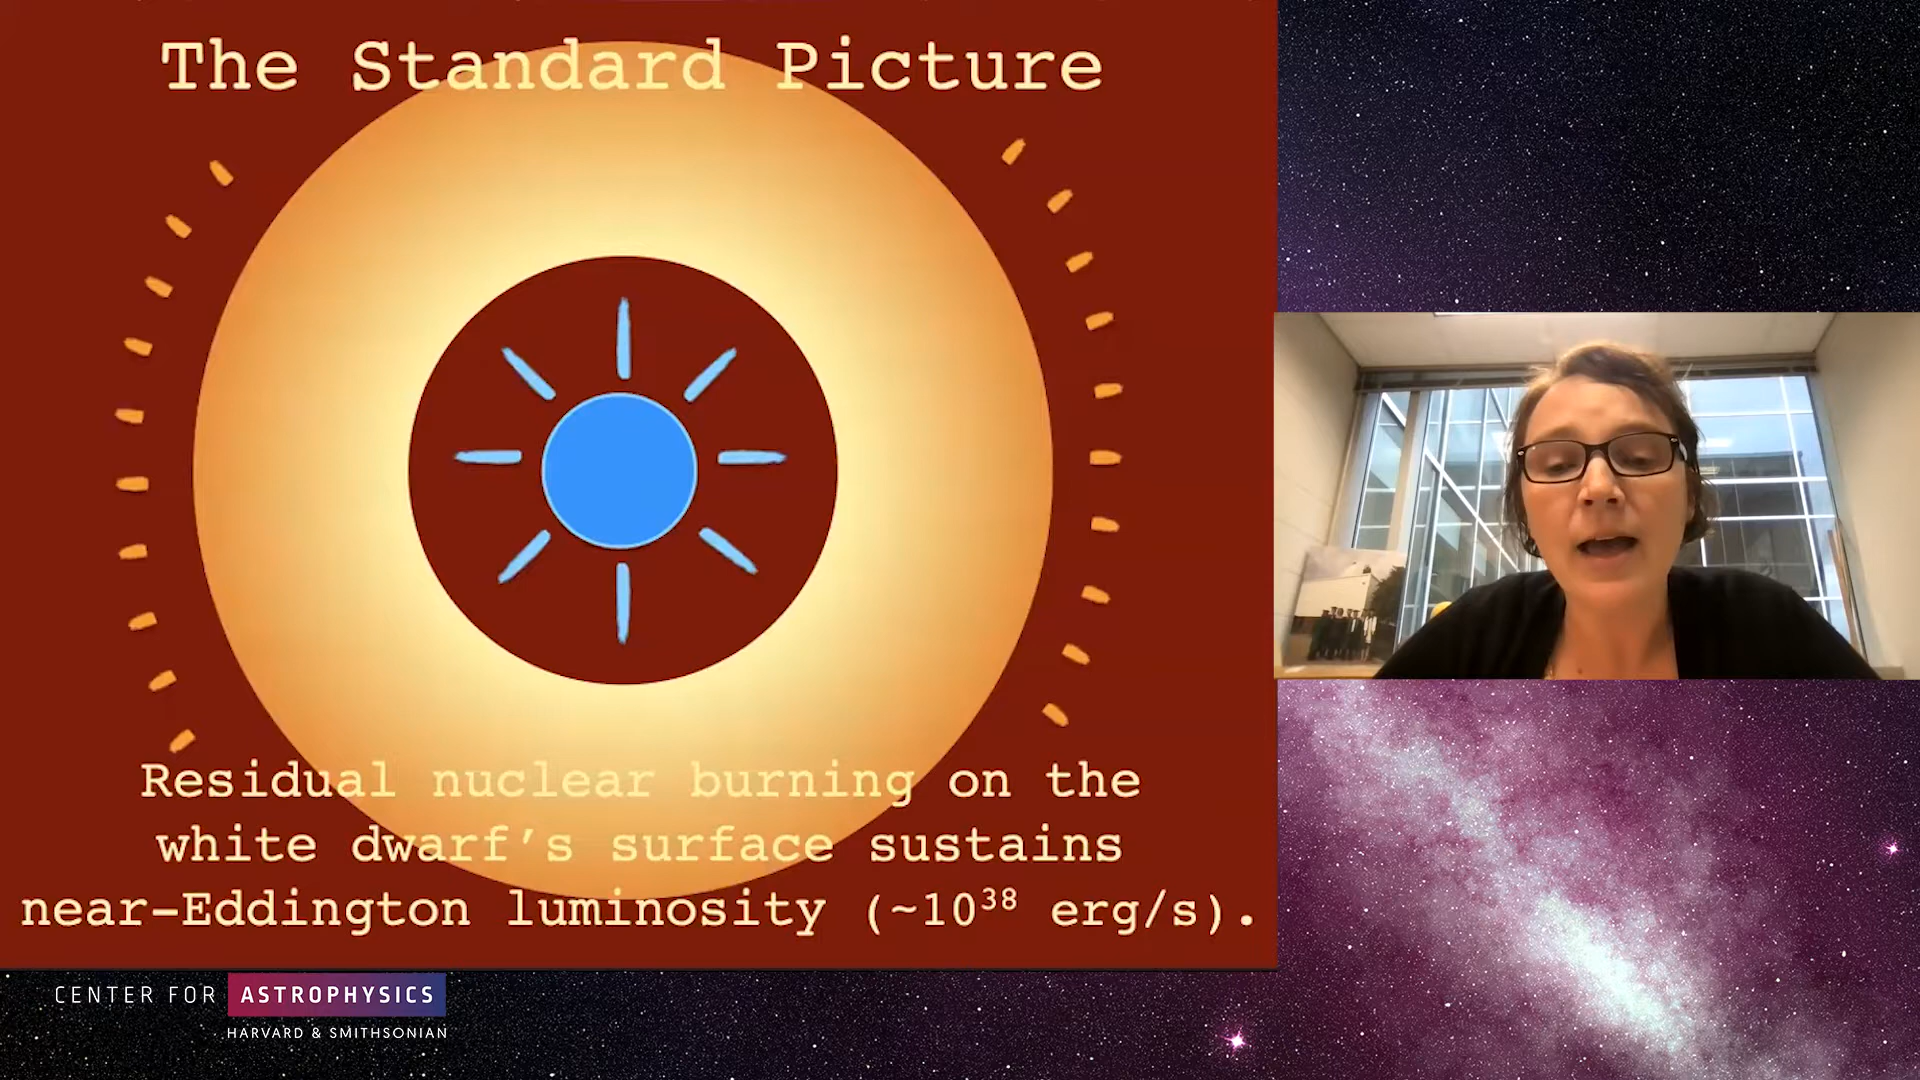 The Standard Picture
Residual nuclear burning on the
white dwarf’s surface sustains
near-Eddington luminosity (~10³⁸ erg/s).
CENTER FOR ASTROPHYSICS
HARVARD & SMITHSONIAN